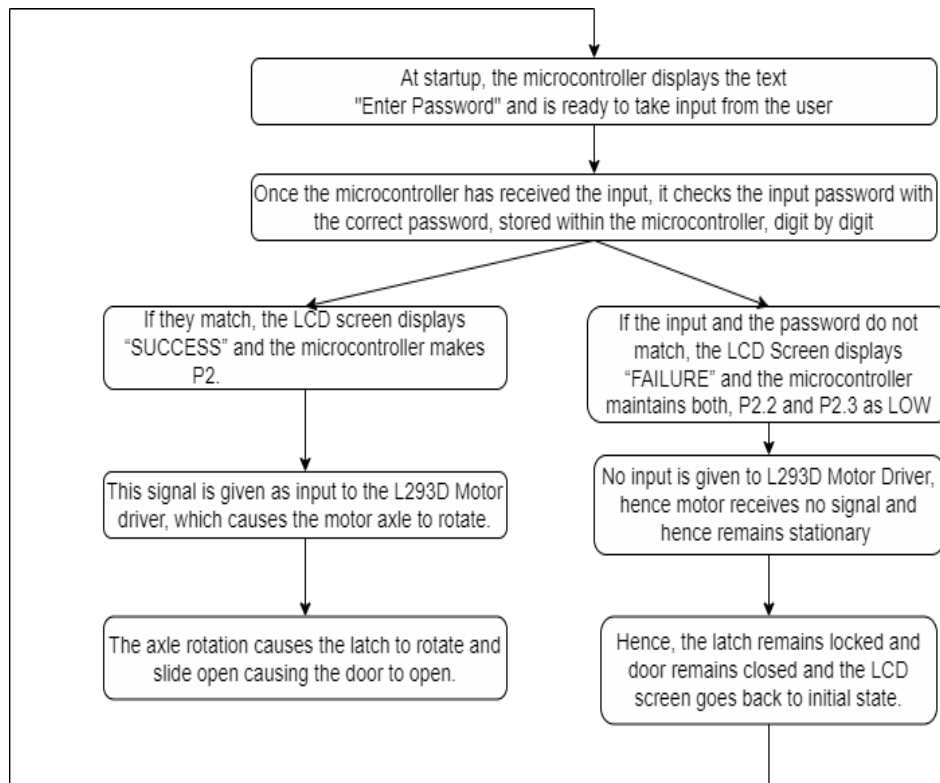 At startup, the microcontroller displays the text
"Enter Password" and is ready to take input from the user
Once the microcontroller has received the input, it checks the input password with
the correct password, stored within the microcontroller, digit by digit
If they match, the LCD screen displays
“SUCCESS” and the microcontroller makes
P2.
If the input and the password do not
match, the LCD Screen displays
“FAILURE” and the microcontroller
maintains both, P2.2 and P2.3 as LOW
This signal is given as input to the L293D Motor
driver, which causes the motor axle to rotate.
No input is given to L293D Motor Driver,
hence motor receives no signal and
hence remains stationary
The axle rotation causes the latch to rotate and
slide open causing the door to open.
Hence, the latch remains locked and
door remains closed and the LCD
screen goes back to initial state.